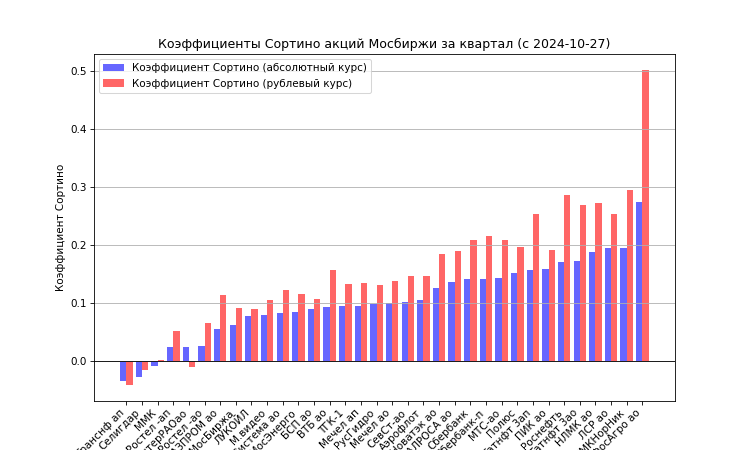 Коэффициенты Сортино акций Мосбиржи за квартал (с 2024-10-27)
Коэффициент Сортино (абсолютный курс)
Коэффициент Сортино (рублевый курс)
Коэффициент Сортино
0.5
0.4
0.3
0.2
0.1
0.0
Селигдар
ММК
Ростел -ап
Ростел -ао
МосБиржа
ЛУКОЙЛ
М.видео
БСП ао
ВТБ ао
ТГК-1
Мечел ап
РусГидро
Мечел ао
СевСт-ао
Аэрофлот
Сбербанк
МТС-ао
Полюс
ПИК ао
Роснефть
НЛМК ао
ЛСР ао